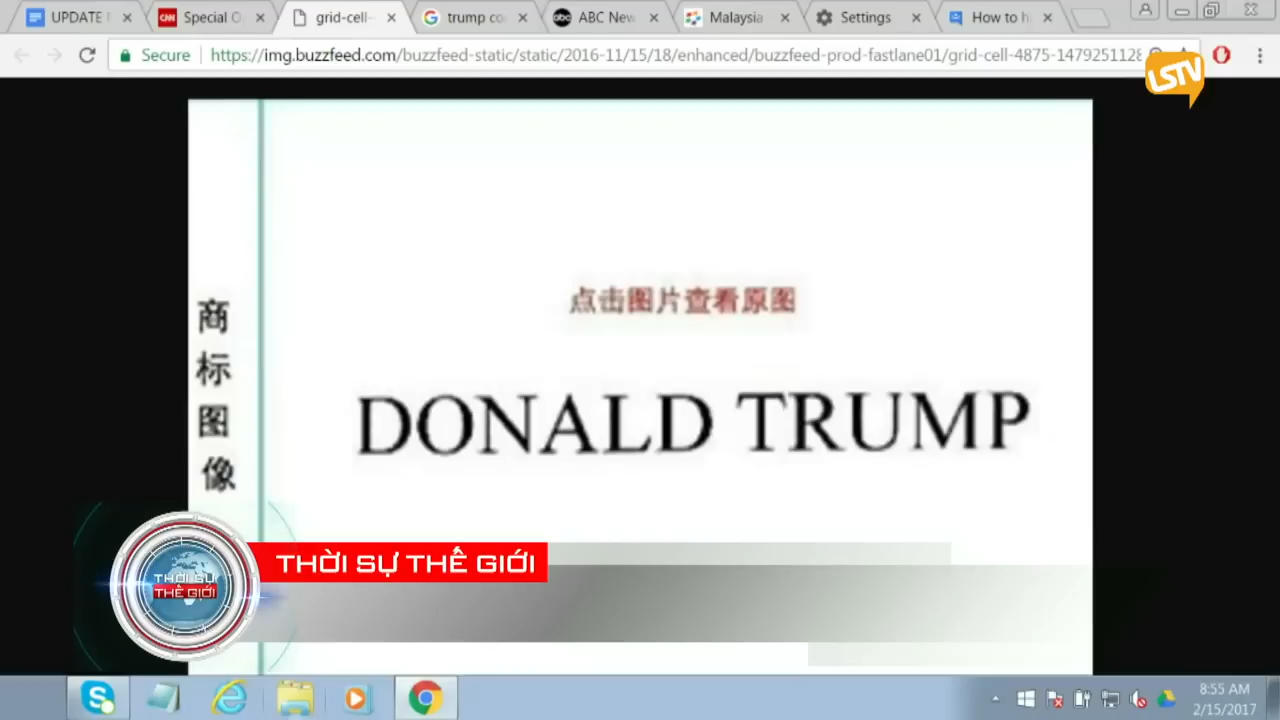 UPDATE
Special O
grid-cell-
trump co
ABC New
Malaysia
Settings
How to h
Secure
https://img.buzzfeed.com/buzzfeed-static/static/2016-11/15/18/enhanced/buzzfeed-prod-fastlane01/grid-cell-4875-1479251128
LSTV
点击图片查看原图
商标图像
DONALD TRUMP
THỜI SỰ THẾ GIỚI
THỜI SỰ
THẾ GIỚI
8:55 AM
2/15/2017